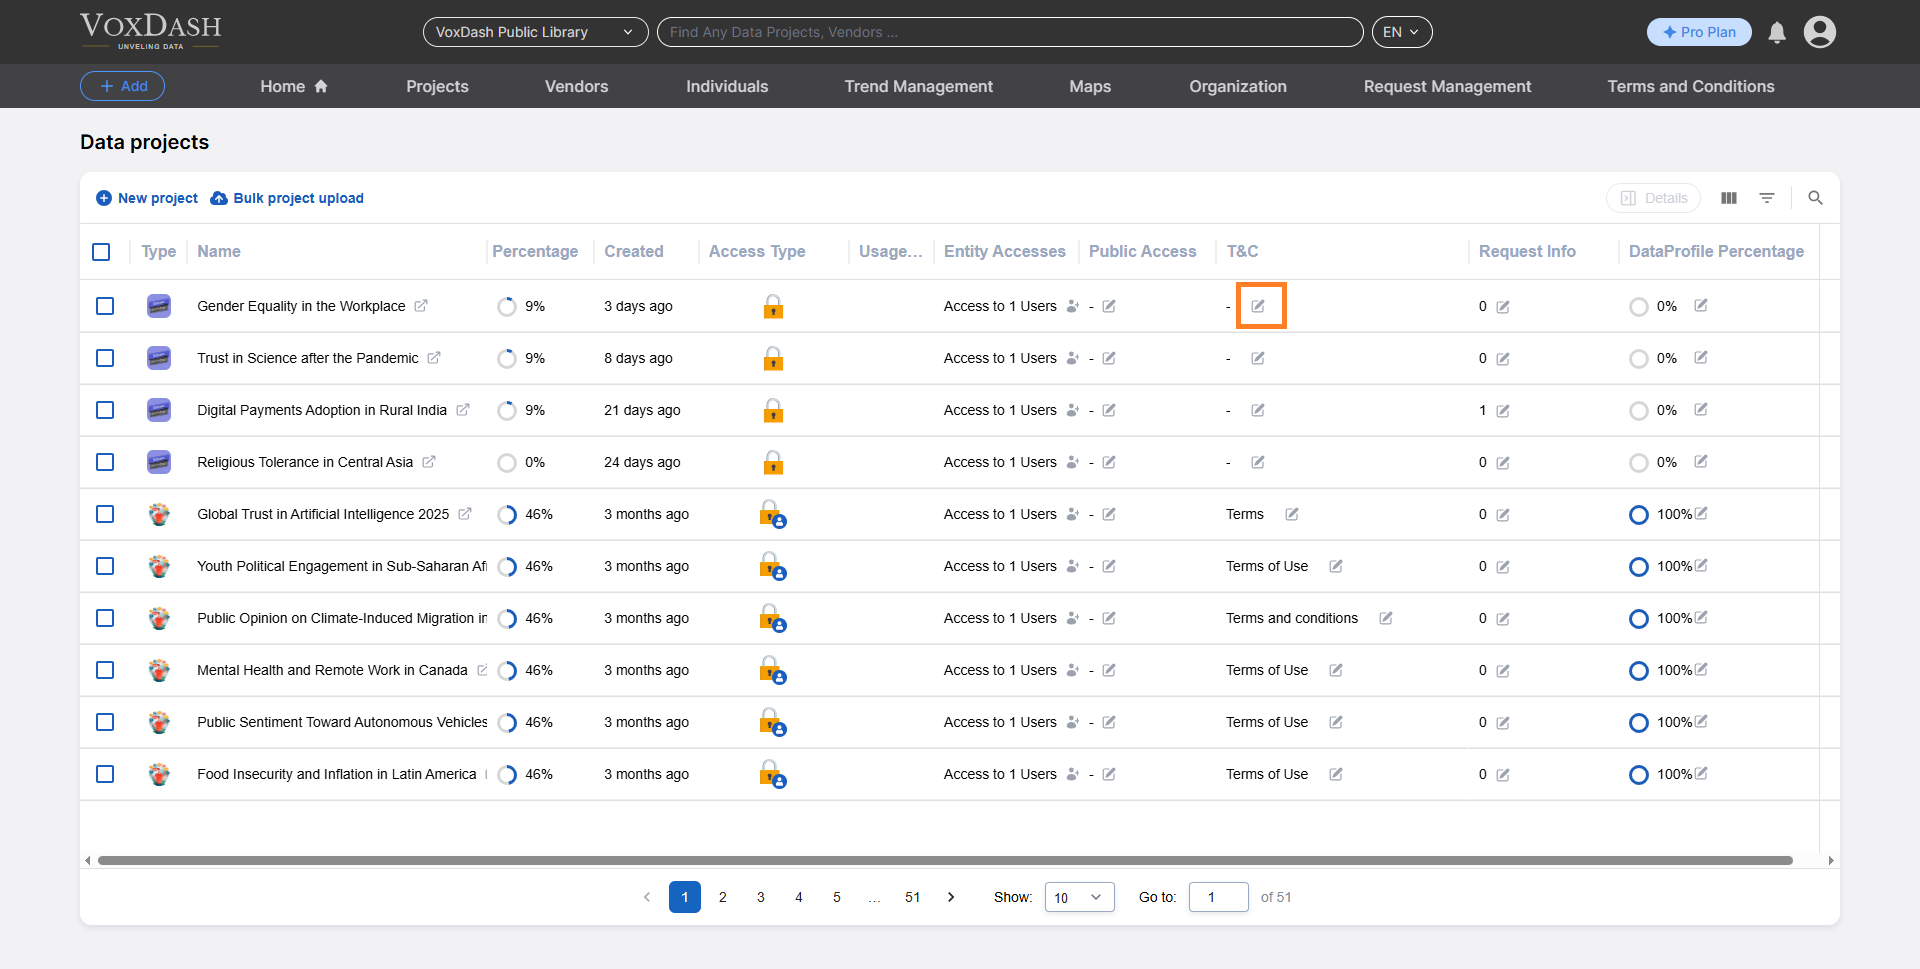 VOXDASH
UNVELING DATA
VoxDash Public Library
Find Any Data Projects, Vendors ...
EN
Pro Plan
Add
Home
Projects
Vendors
Individuals
Trend Management
Maps
Organization
Request Management
Terms and Conditions
Data projects
New project
Bulk project upload
Details
Type Name Percentage Created Access Type Usage... Entity Accesses Public Access T&C Request Info DataProfile Percentage
Gender Equality in the Workplace 9% 3 days ago Access to 1 Users - - 0 0%
Trust in Science after the Pandemic 9% 8 days ago Access to 1 Users - - 0 0%
Digital Payments Adoption in Rural India 9% 21 days ago Access to 1 Users - - 1 0%
Religious Tolerance in Central Asia 0% 24 days ago Access to 1 Users - - 0 0%
Global Trust in Artificial Intelligence 2025 46% 3 months ago Access to 1 Users - Terms 0 100%
Youth Political Engagement in Sub-Saharan Af 46% 3 months ago Access to 1 Users - Terms of Use 0 100%
Public Opinion on Climate-Induced Migration in 46% 3 months ago Access to 1 Users - Terms and conditions 0 100%
Mental Health and Remote Work in Canada 46% 3 months ago Access to 1 Users - Terms of Use 0 100%
Public Sentiment Toward Autonomous Vehicles 46% 3 months ago Access to 1 Users - Terms of Use 0 100%
Food Insecurity and Inflation in Latin America 46% 3 months ago Access to 1 Users - Terms of Use 0 100%
1 2 3 4 5 ... 51 Show: 10 Go to: 1 of 51